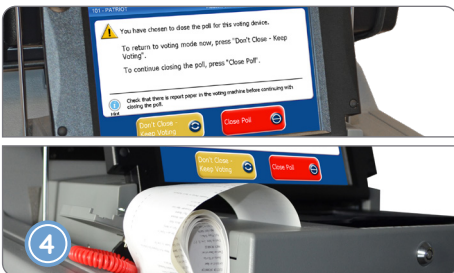 101 - PATRIOT
You have chosen to close the poll for this voting device.
To return to voting mode now, press "Don't Close - Keep
Voting".
To continue closing the poll, press "Close Poll".
Check that there is report paper in the voting machine before continuing with
closing the poll.
Hint
Don't Close -
Keep Voting
Close Poll
Don't Close -
Keep Voting
Close Poll
4